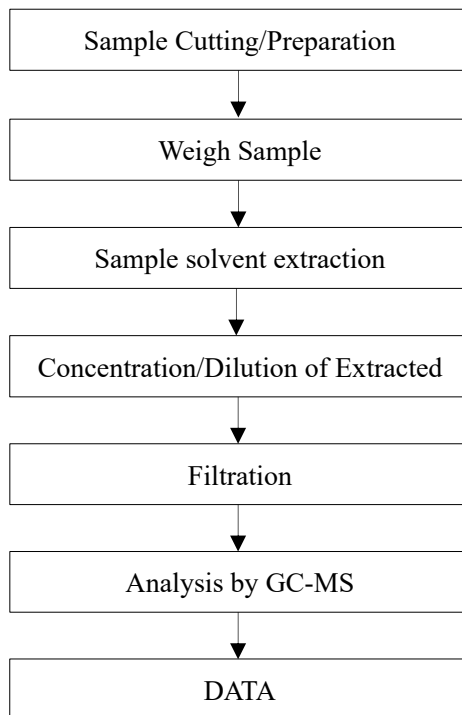 Sample Cutting/Preparation
Weigh Sample
Sample solvent extraction
Concentration/Dilution of Extracted
Filtration
Analysis by GC-MS
DATA